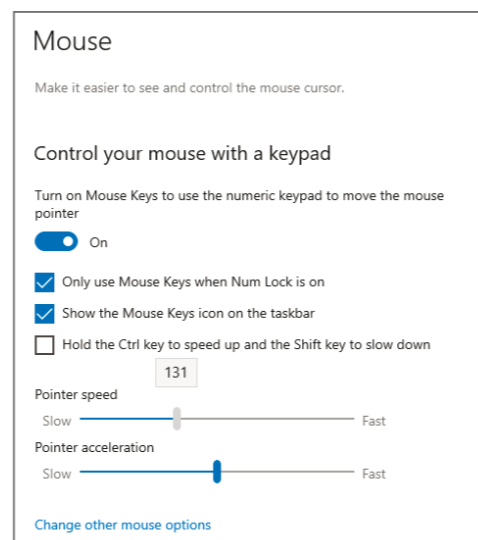 Mouse
Make it easier to see and control the mouse cursor.
Control your mouse with a keypad
Turn on Mouse Keys to use the numeric keypad to move the mouse
pointer
On
Only use Mouse Keys when Num Lock is on
Show the Mouse Keys icon on the taskbar
Hold the Ctrl key to speed up and the Shift key to slow down
131
Pointer speed
Slow Fast
Pointer acceleration
Slow Fast
Change other mouse options